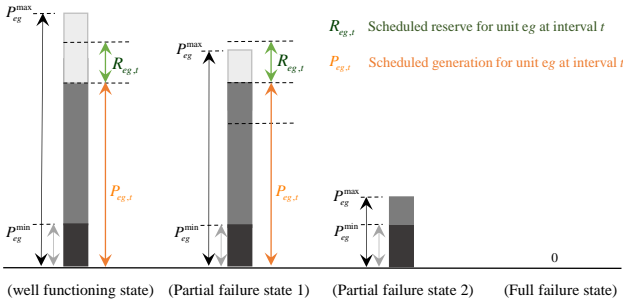 P_eg^max
R_eg,t
P_eg,t
P_eg^min
P_eg^max
R_eg,t
P_eg,t
P_eg^min
R_eg,t Scheduled reserve for unit eg at interval t
P_eg,t Scheduled generation for unit eg at interval t
P_eg^max
P_eg^min
0
(well functioning state) (Partial failure state 1) (Partial failure state 2) (Full failure state)